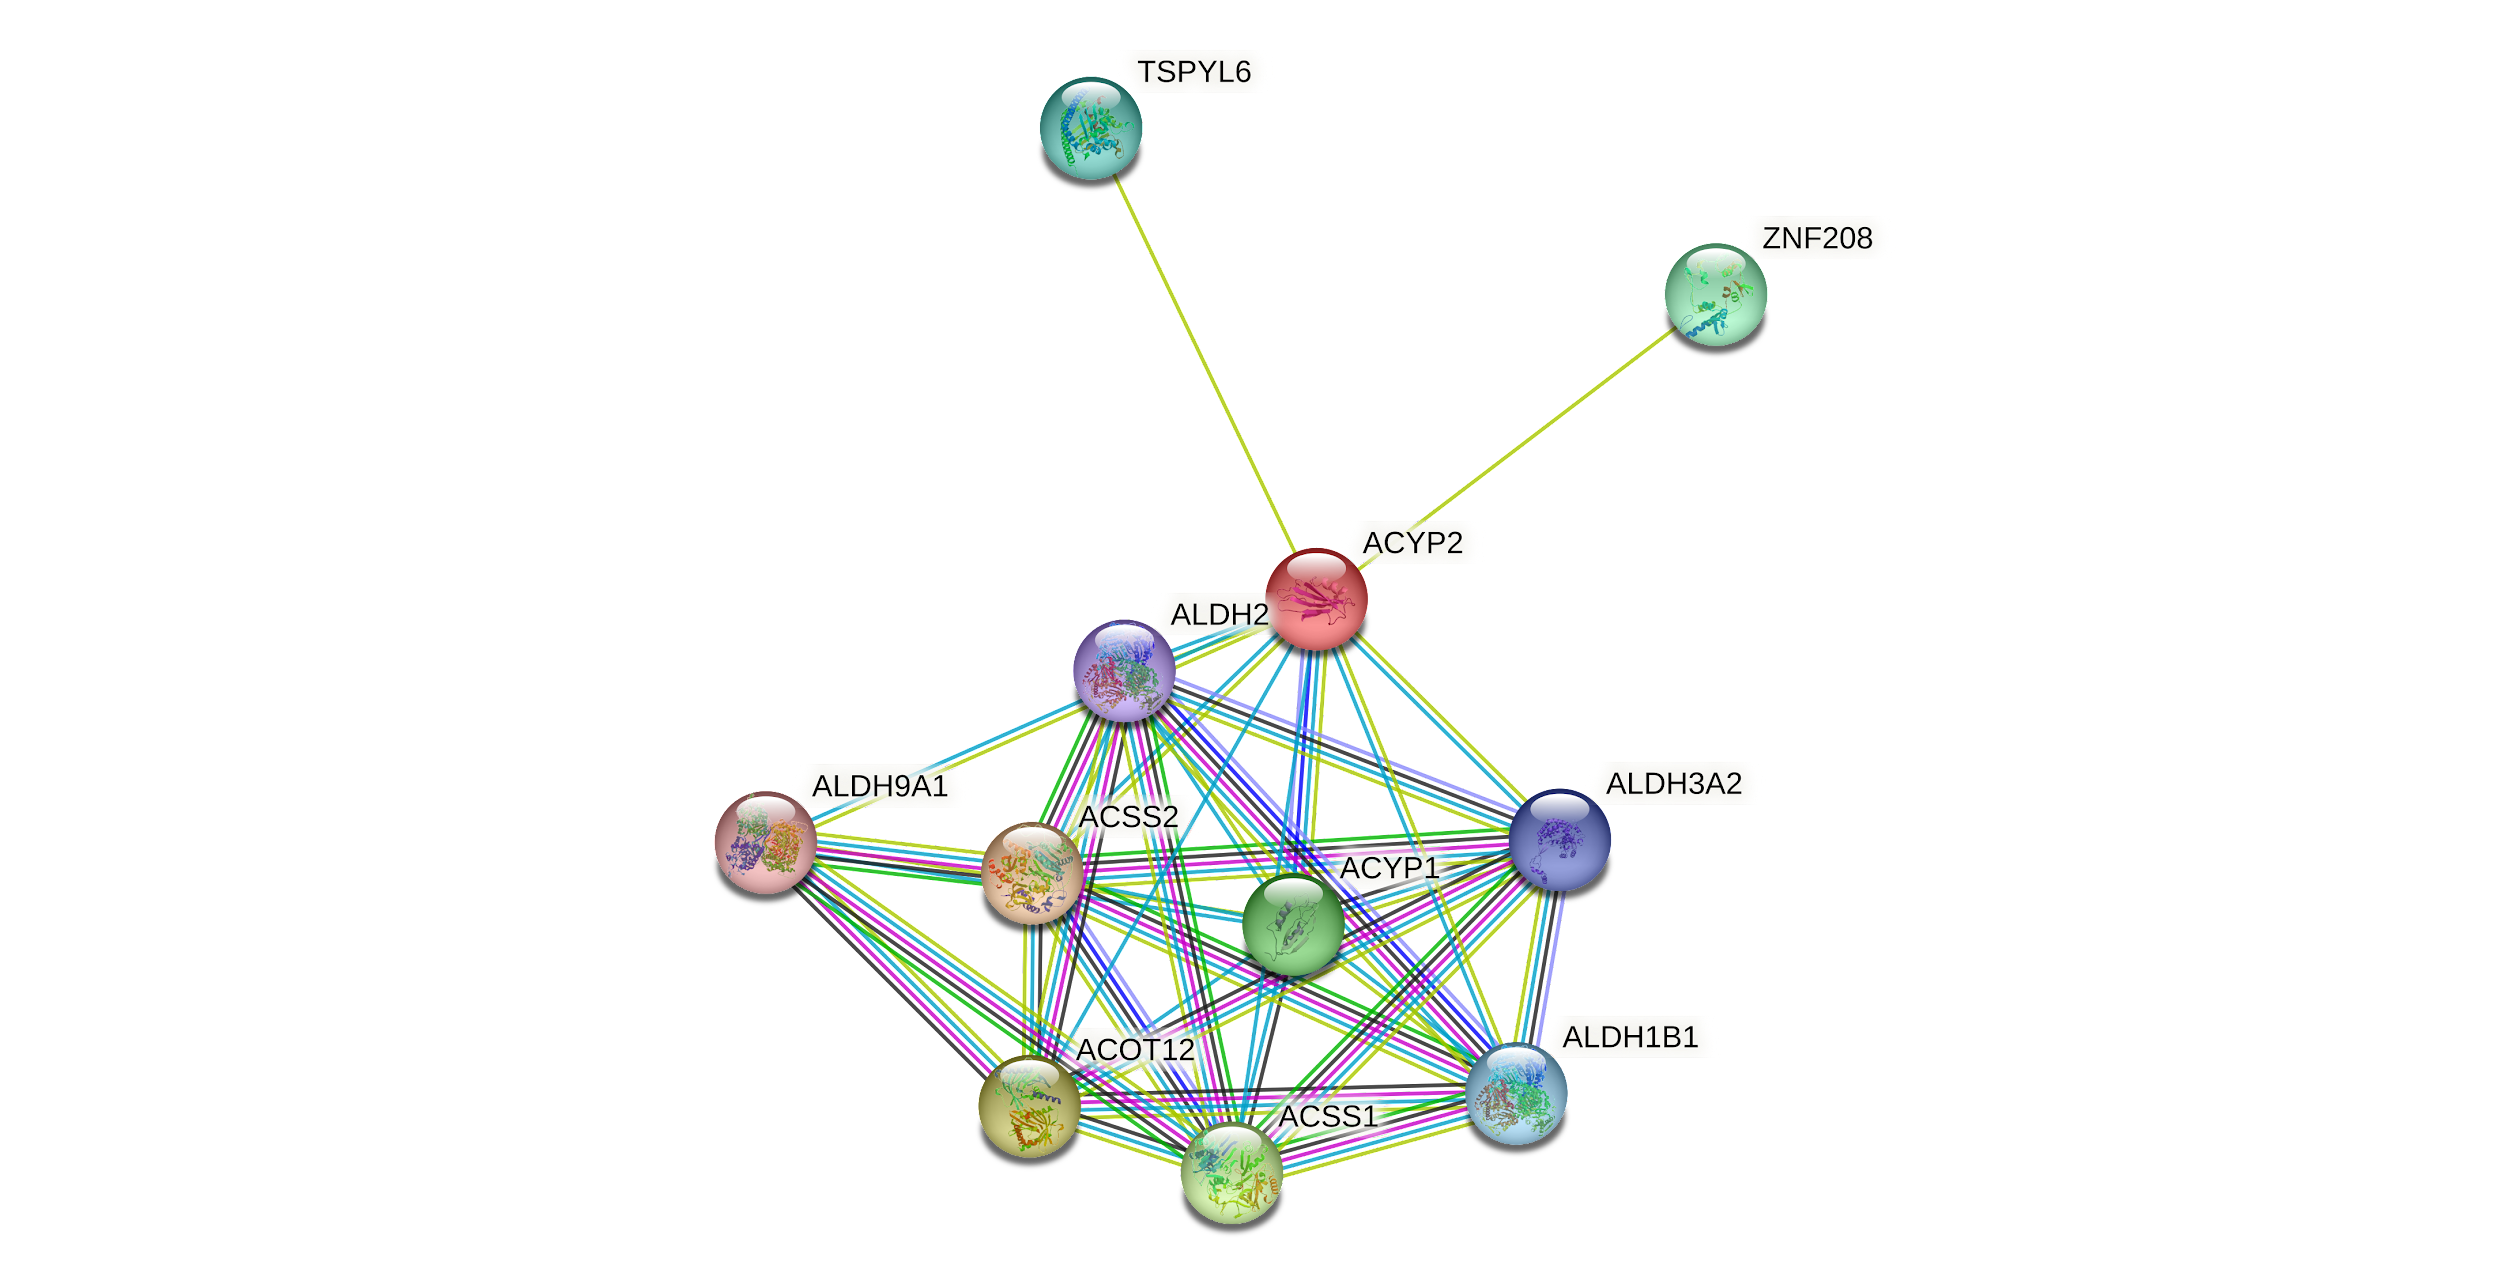 TSPYL6
ZNF208
ACYP2
ALDH2
ALDH9A1
ALDH3A2
ACSS2
ACYP1
ALDH1B1
ACOT12
ACSS1